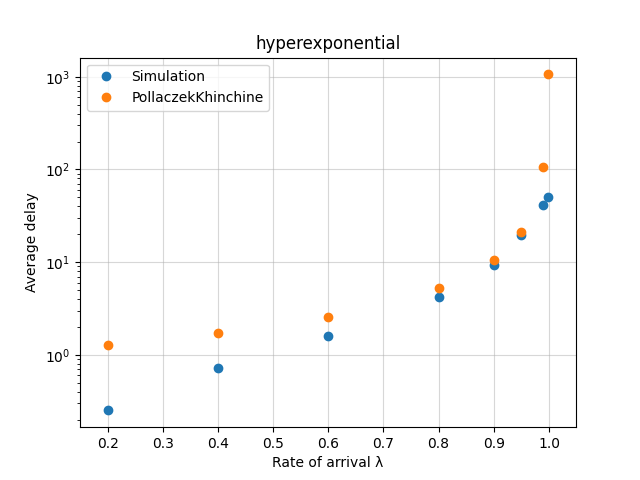 hyperexponential
Simulation
PollaczekKhinchine
10³
10²
10¹
10⁰
Average delay
0.2 0.3 0.4 0.5 0.6 0.7 0.8 0.9 1.0
Rate of arrival λ